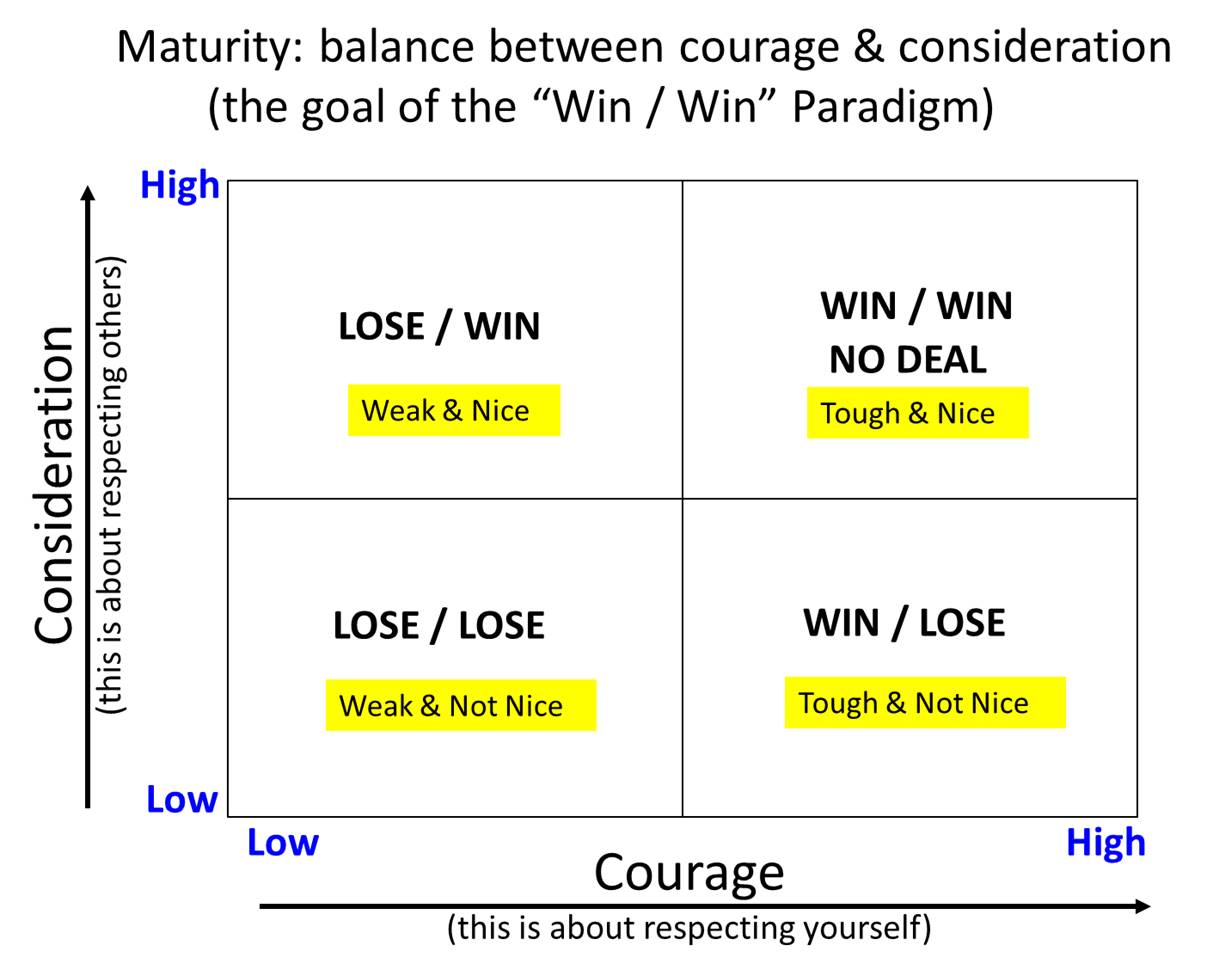 Maturity: balance between courage & consideration
(the goal of the “Win / Win” Paradigm)
High
Consideration
(this is about respecting others)
LOSE / WIN
Weak & Nice
WIN / WIN
NO DEAL
Tough & Nice
LOSE / LOSE
Weak & Not Nice
WIN / LOSE
Tough & Not Nice
Low
Low
High
Courage
(this is about respecting yourself)